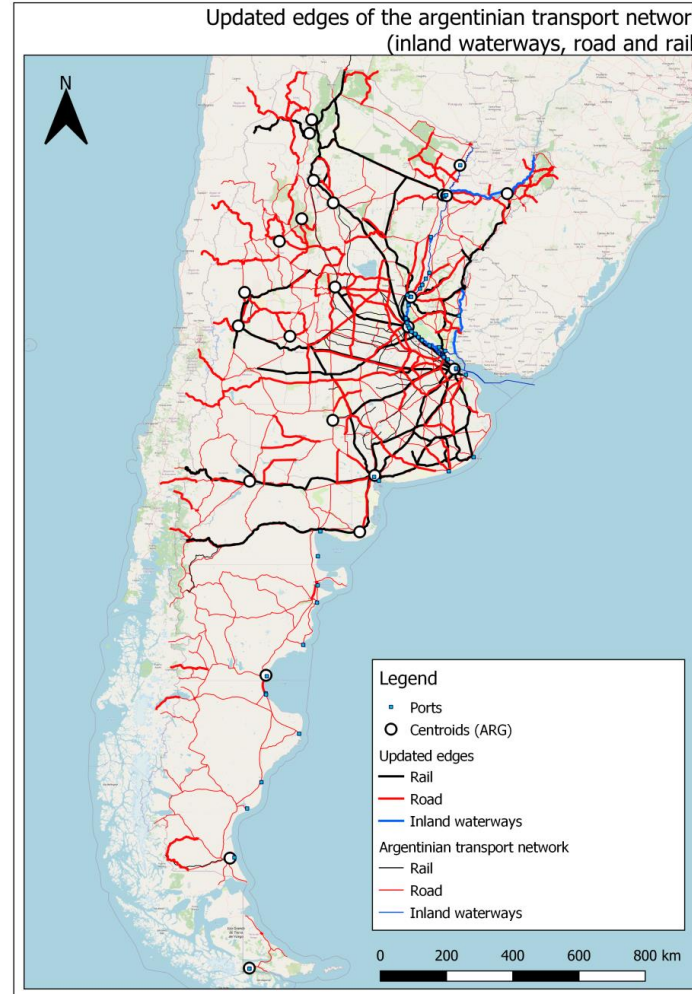 Updated edges of the argentinian transport networ
(inland waterways, road and rail
N
Legend
Ports
Centroids (ARG)
Updated edges
Rail
Road
Inland waterways
Argentinian transport network
Rail
Road
Inland waterways
0 200 400 600 800 km